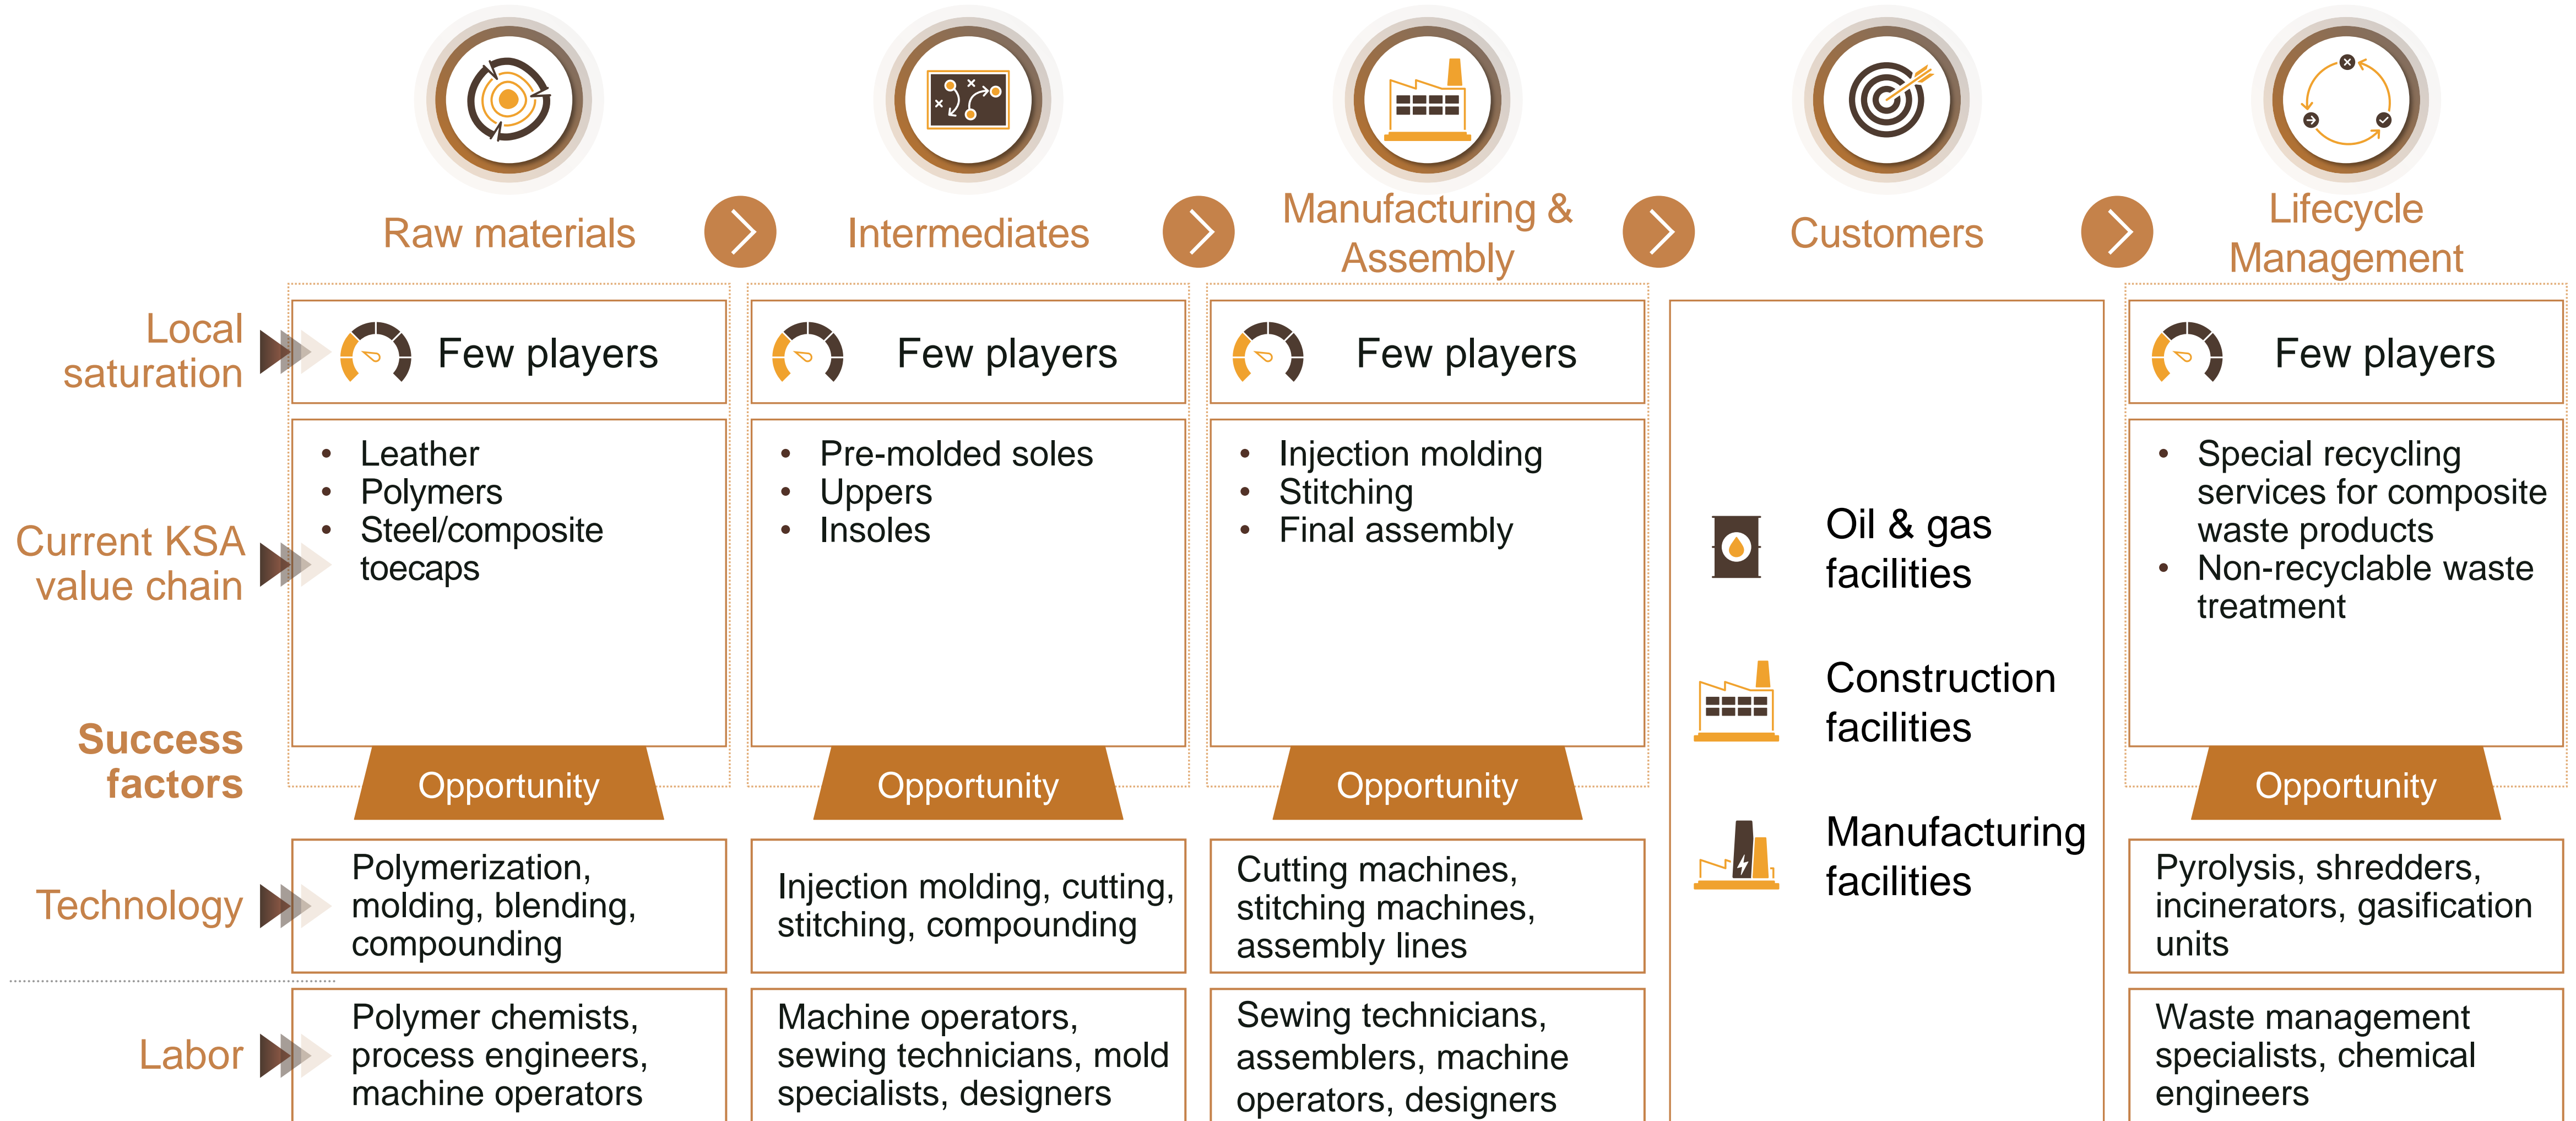 Raw materials
Intermediates
Manufacturing &
Assembly
Customers
Lifecycle
Management
Local
saturation
Few players
Few players
Few players
Few players
Current KSA
value chain
• Leather
• Polymers
• Steel/composite
toecaps
• Pre-molded soles
• Uppers
• Insoles
• Injection molding
• Stitching
• Final assembly
Oil & gas
facilities
Construction
facilities
Manufacturing
facilities
• Special recycling
services for composite
waste products
• Non-recyclable waste
treatment
Success
factors
Opportunity
Opportunity
Opportunity
Opportunity
Technology
Polymerization,
molding, blending,
compounding
Injection molding, cutting,
stitching, compounding
Cutting machines,
stitching machines,
assembly lines
Pyrolysis, shredders,
incinerators, gasification
units
Labor
Polymer chemists,
process engineers,
machine operators
Machine operators,
sewing technicians, mold
specialists, designers
Sewing technicians,
assemblers, machine
operators, designers
Waste management
specialists, chemical
engineers